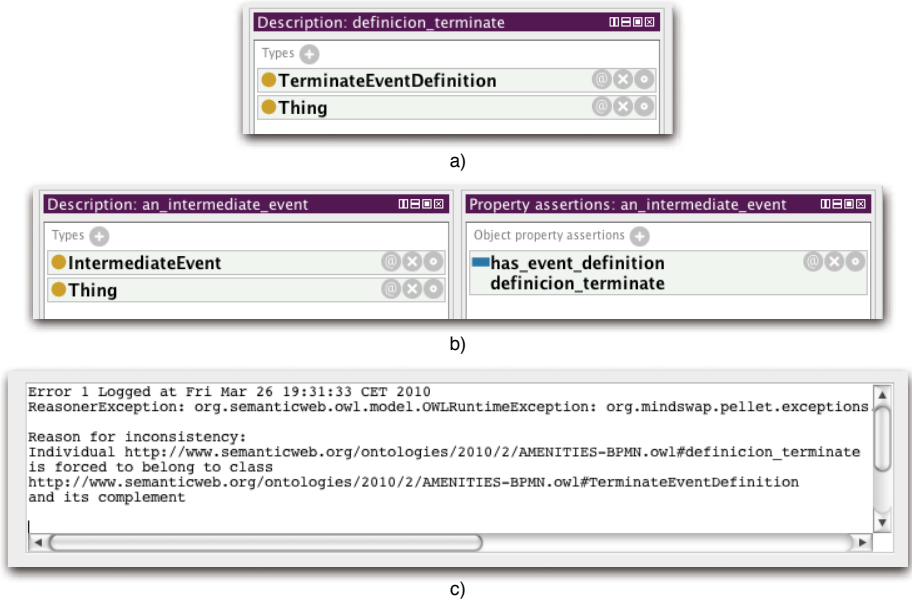 Description: definicion_terminate
Types
TerminateEventDefinition
Thing
a)
Description: an_intermediate_event
Types
IntermediateEvent
Thing
Property assertions: an_intermediate_event
Object property assertions
has_event_definition
definicion_terminate
b)
Error 1 Logged at Fri Mar 26 19:31:33 CET 2010
ReasonerException: org.semanticweb.owl.model.OWLRuntimeException: org.mindswap.pellet.exceptions.
Reason for inconsistency:
Individual http://www.semanticweb.org/ontologies/2010/2/AMENITIES-BPMN.owl#definicion_terminate
is forced to belong to class
http://www.semanticweb.org/ontologies/2010/2/AMENITIES-BPMN.owl#TerminateEventDefinition
and its complement
c)